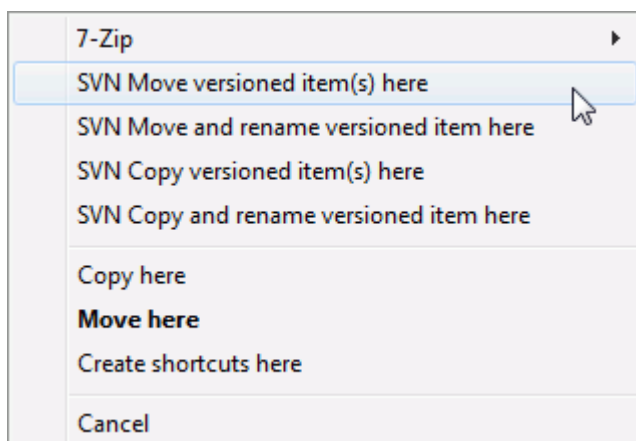 7-Zip
SVN Move versioned item(s) here
SVN Move and rename versioned item here
SVN Copy versioned item(s) here
SVN Copy and rename versioned item here
Copy here
Move here
Create shortcuts here
Cancel